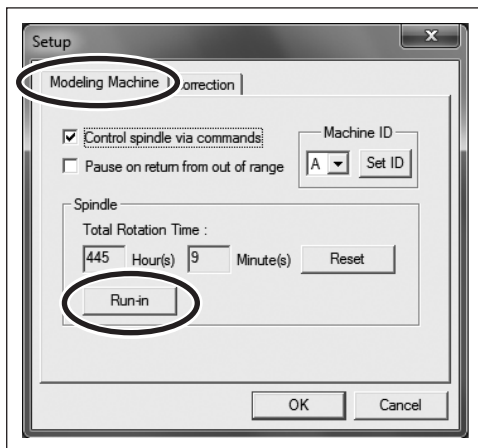 Setup
x
Modeling Machine
Correction
Control spindle via commands
Pause on return from out of range
Machine ID
A
Set ID
Spindle
Total Rotation Time :
445 Hour(s) 9 Minute(s) Reset
Run-in
OK Cancel